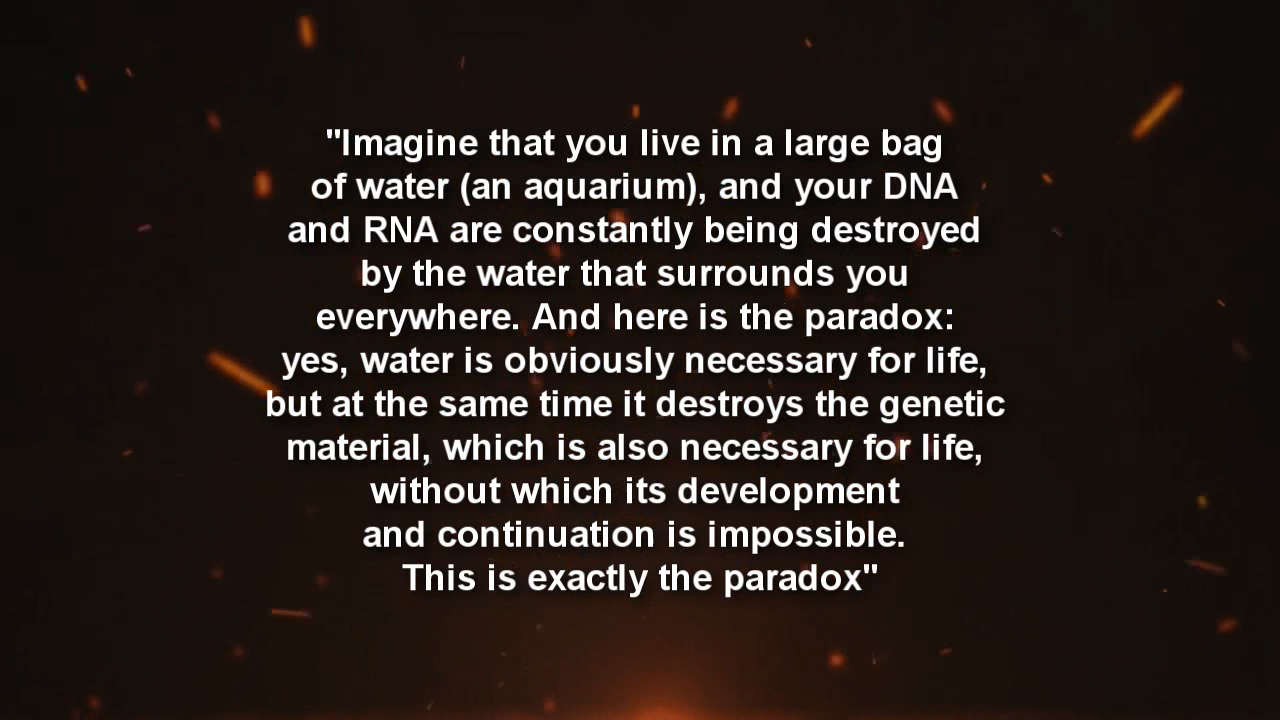 "Imagine that you live in a large bag
of water (an aquarium), and your DNA
and RNA are constantly being destroyed
by the water that surrounds you
everywhere. And here is the paradox:
yes, water is obviously necessary for life,
but at the same time it destroys the genetic
material, which is also necessary for life,
without which its development
and continuation is impossible.
This is exactly the paradox"